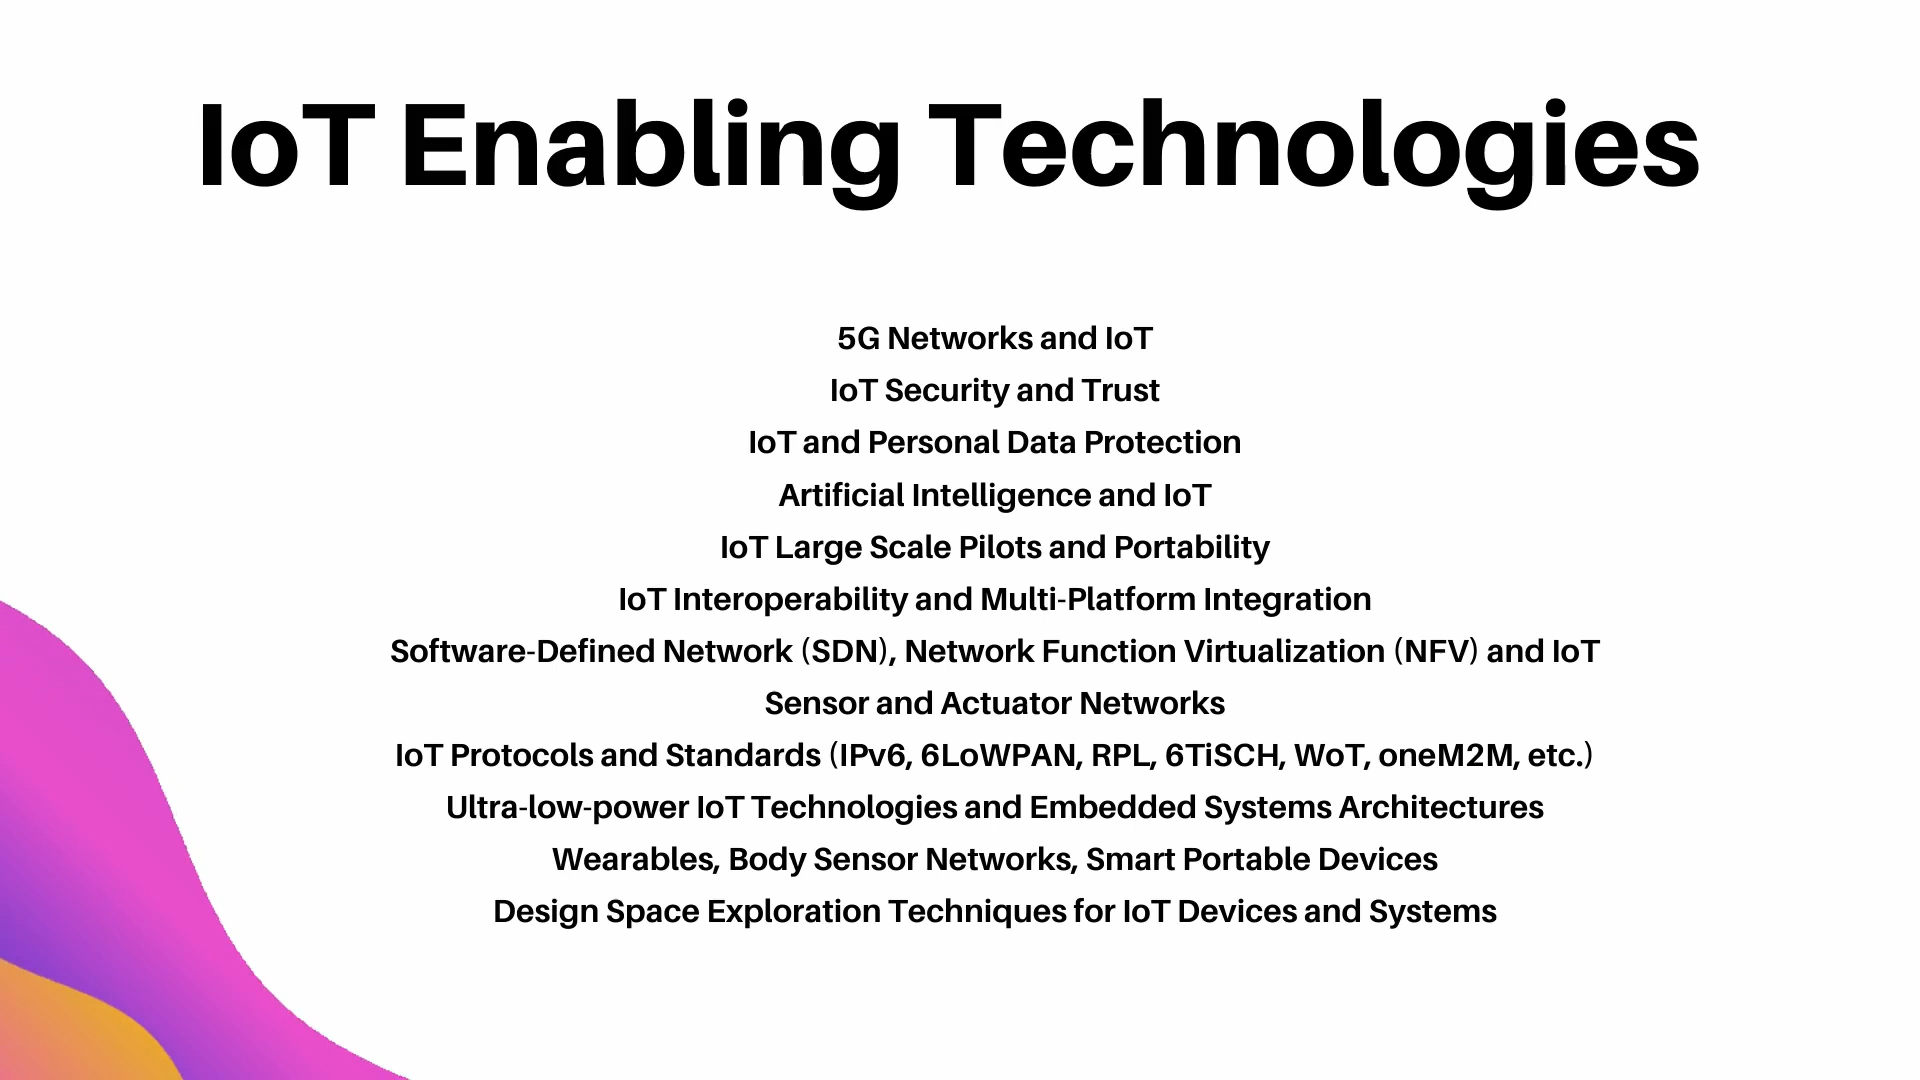 IoT Enabling Technologies
5G Networks and IoT
IoT Security and Trust
IoT and Personal Data Protection
Artificial Intelligence and IoT
IoT Large Scale Pilots and Portability
IoT Interoperability and Multi-Platform Integration
Software-Defined Network (SDN), Network Function Virtualization (NFV) and IoT
Sensor and Actuator Networks
IoT Protocols and Standards (IPv6, 6LoWPAN, RPL, 6TiSCH, WoT, oneM2M, etc.)
Ultra-low-power IoT Technologies and Embedded Systems Architectures
Wearables, Body Sensor Networks, Smart Portable Devices
Design Space Exploration Techniques for IoT Devices and Systems